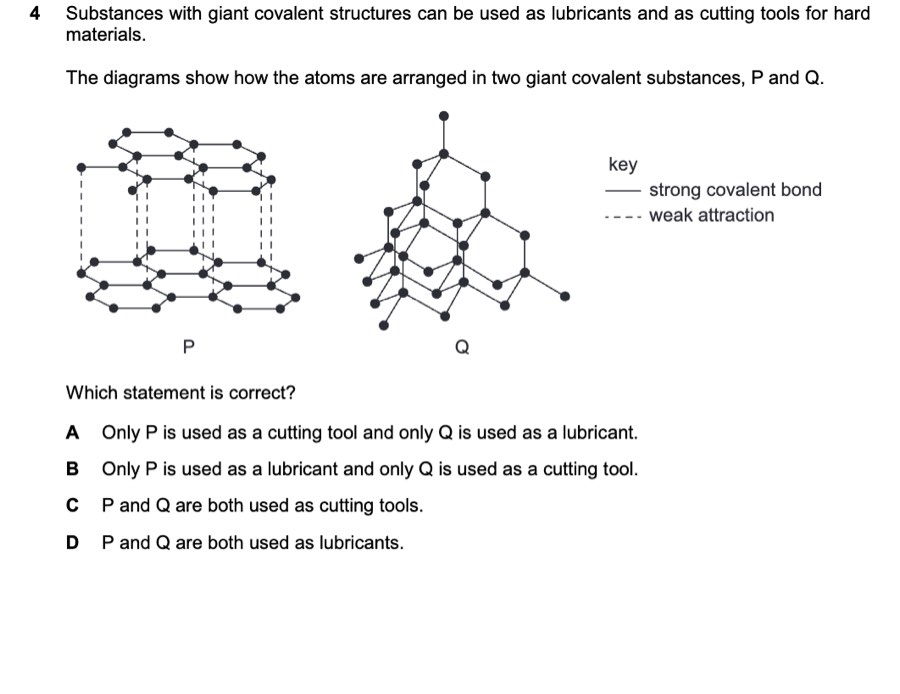 4 Substances with giant covalent structures can be used as lubricants and as cutting tools for hard
materials.
The diagrams show how the atoms are arranged in two giant covalent substances, P and Q.
key
strong covalent bond
weak attraction
P
Q
Which statement is correct?
A Only P is used as a cutting tool and only Q is used as a lubricant.
B Only P is used as a lubricant and only Q is used as a cutting tool.
C P and Q are both used as cutting tools.
D P and Q are both used as lubricants.